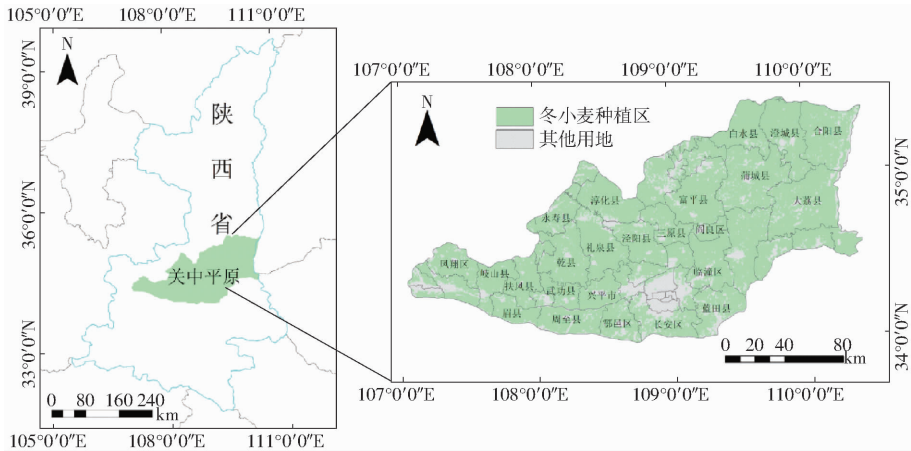 105°0′0″E
108°0′0″E
111°0′0″E
N
39°0′0″N
36°0′0″N
33°0′0″N
陕
西
省
关中平原
0 80 160 240
km
105°0′0″E
108°0′0″E
111°0′0″E
107°0′0″E
108°0′0″E
109°0′0″E
110°0′0″E
N
冬小麦种植区
其他用地
35°0′0″N
34°0′0″N
白水县
澄城县
合阳县
蒲城县
大荔县
淳化县
富平县
永寿县
泾阳县
三原县
阎良区
礼泉县
乾县
凤翔区
岐山县
扶风县
武功县
兴平市
临潼区
眉县
周至县
鄠邑区
长安区
蓝田县
0 20 40 80
km
107°0′0″E
108°0′0″E
109°0′0″E
110°0′0″E